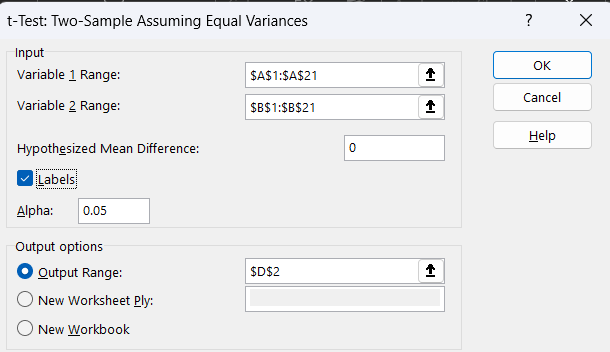 t-Test: Two-Sample Assuming Equal Variances ?
Input
Variable 1 Range: $A$1:$A$21
Variable 2 Range: $B$1:$B$21
Hypothesized Mean Difference: 0
Labels
Alpha: 0.05
OK
Cancel
Help
Output options
Output Range: $D$2
New Worksheet Ply:
New Workbook